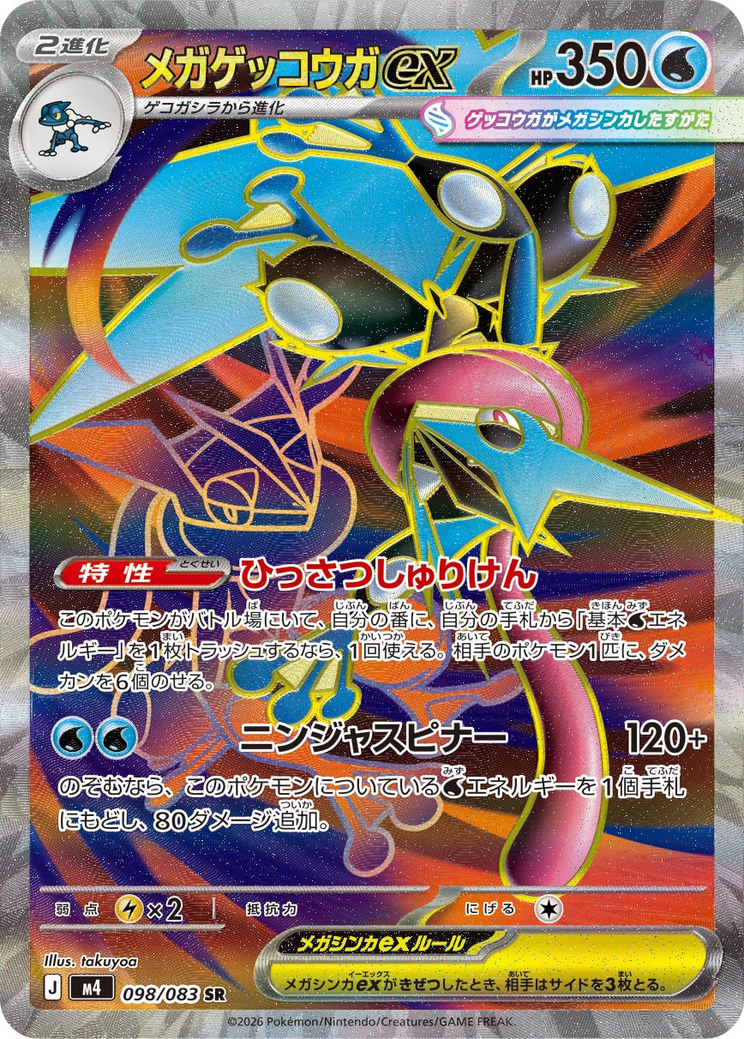 2進化
メガゲッコウガex
HP350
ゲコガシラから進化
ゲッコウガがメガシンカしたすがた
特性 とくせい ひっさつしゅりけん
このポケモンがバトル場にいて、自分の番に、自分の手札から「基本エネ
ルギー」を1枚トラッシュするなら、1回使える。相手のポケモン1匹に、ダメ
カンを6個のせる。
ニンジャスピナー 120+
のぞむなら、このポケモンについているエネルギーを1個手札
にもどし、80ダメージ追加。
弱点 ×2 抵抗力 にげる
メガシンカexルール
メガシンカexがきぜつしたとき、相手はサイドを3枚とる。
Illus. takuyoa
J M4 098/083 SR
©2026 Pokémon/Nintendo/Creatures/GAME FREAK.